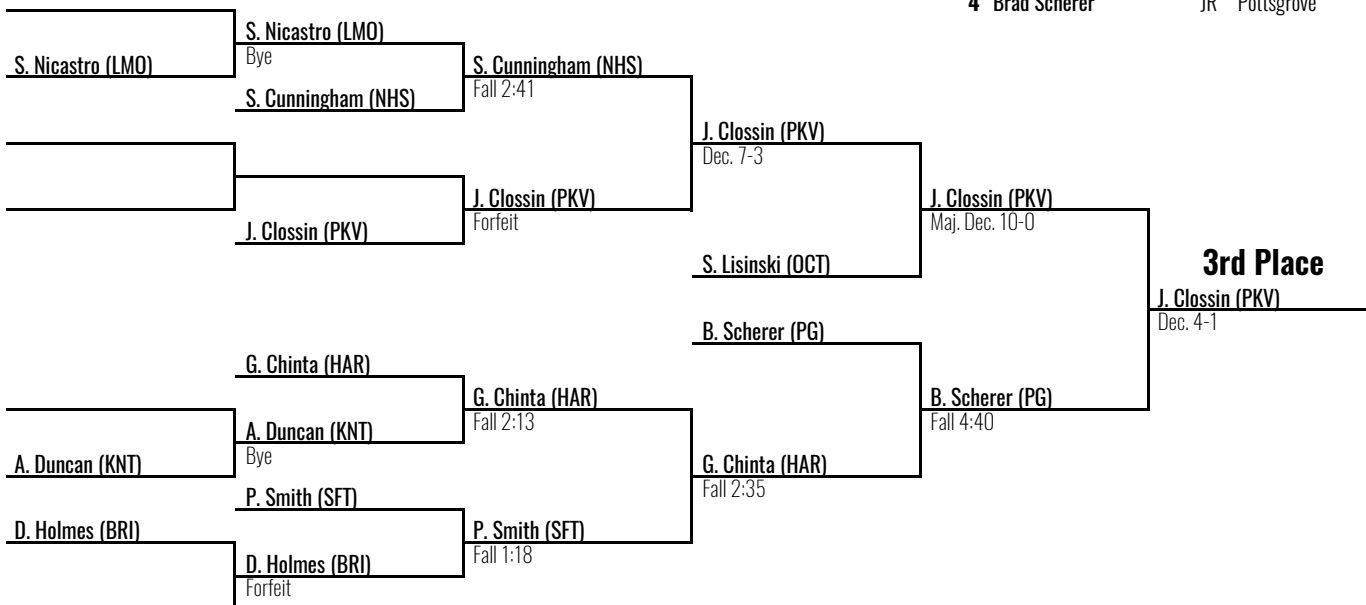 4 Brad Scherer JR Pottsgrove
S. Nicastro (LMO)
Bye
S. Nicastro (LMO)
S. Cunningham (NHS)
Fall 2:41
S. Cunningham (NHS)
J. Clossin (PKV)
Dec. 7-3
J. Clossin (PKV)
Forfeit
J. Clossin (PKV)
Maj. Dec. 10-0
J. Clossin (PKV)
S. Lisinski (OCT)
3rd Place
J. Clossin (PKV)
Dec. 4-1
B. Scherer (PG)
G. Chinta (HAR)
G. Chinta (HAR)
Fall 2:13
B. Scherer (PG)
Fall 4:40
A. Duncan (KNT)
Bye
A. Duncan (KNT)
G. Chinta (HAR)
Fall 2:35
P. Smith (SFT)
D. Holmes (BRI)
P. Smith (SFT)
Fall 1:18
D. Holmes (BRI)
Forfeit